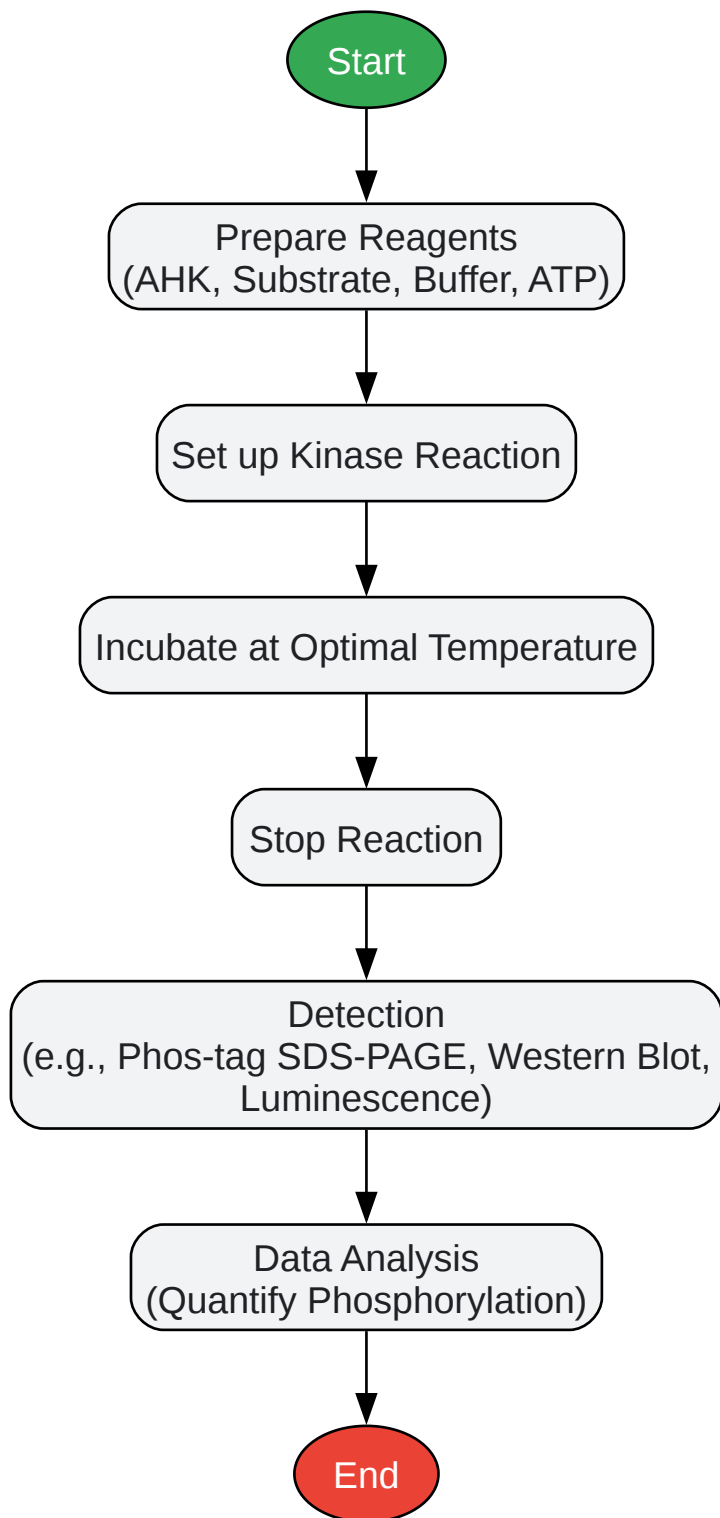 Start
Prepare Reagents
(AHK, Substrate, Buffer, ATP)
Set up Kinase Reaction
Incubate at Optimal Temperature
Stop Reaction
Detection
(e.g., Phos-tag SDS-PAGE, Western Blot,
Luminescence)
Data Analysis
(Quantify Phosphorylation)
End